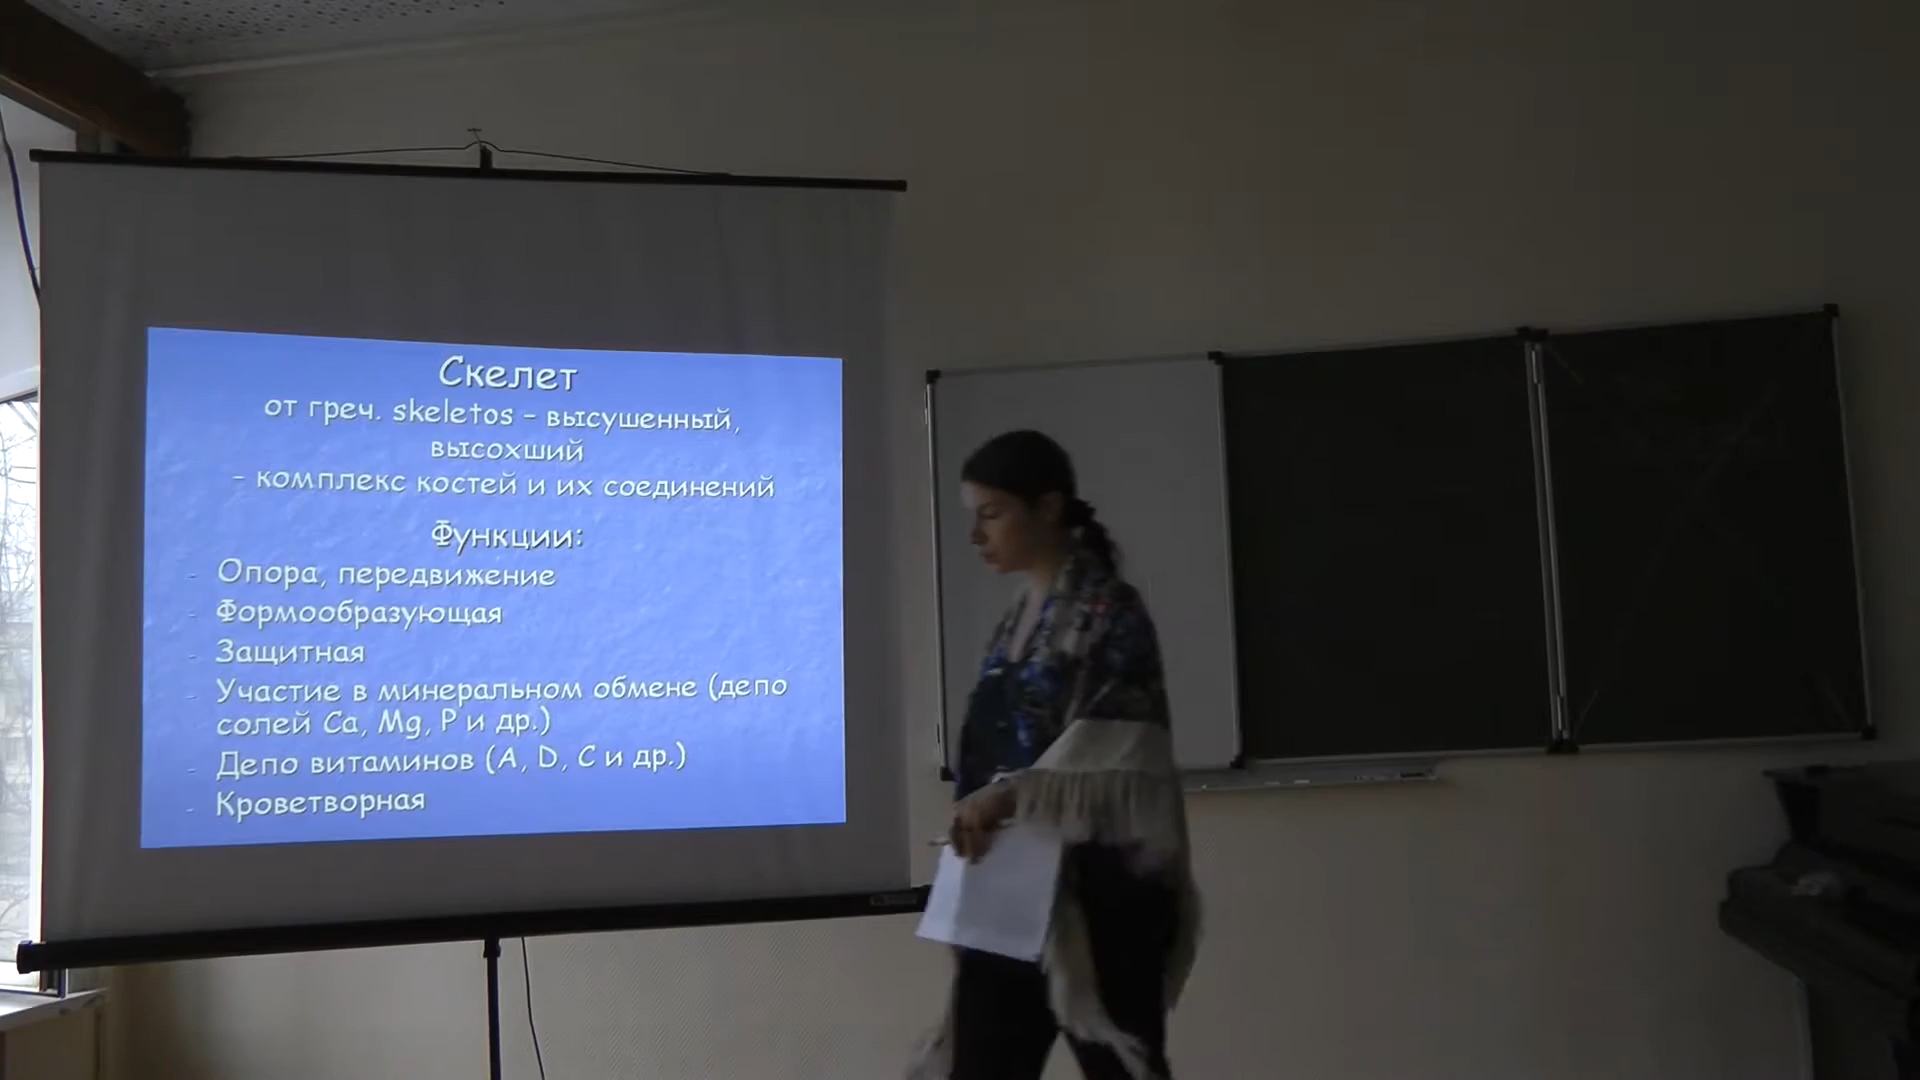 Скелет
от греч. skeletos – высушенный,
высохший
– комплекс костей и их соединений
Функции:
- Опора, передвижение
- Формообразующая
- Защитная
- Участие в минеральном обмене (депо
солей Ca, Mg, P и др.)
- Депо витаминов (A, D, C и др.)
- Кроветворная